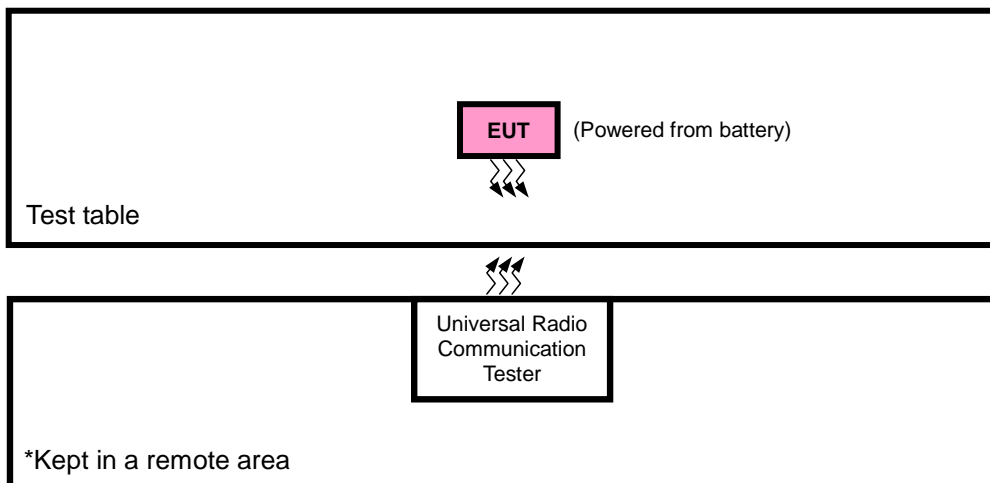 EUT
(Powered from battery)
Test table
Universal Radio
Communication
Tester
*Kept in a remote area